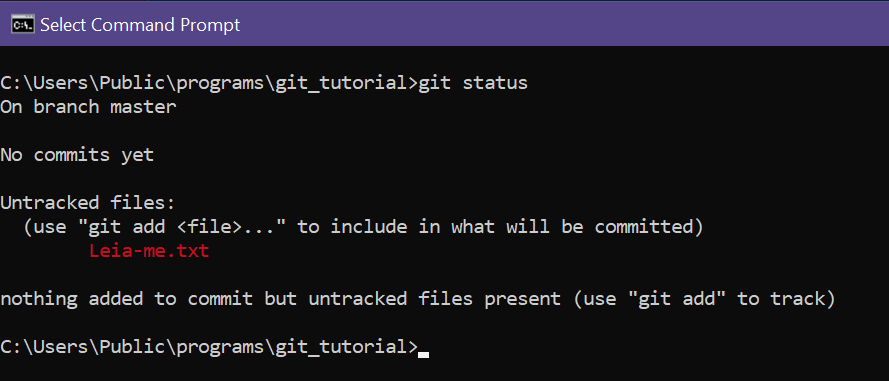 Select Command Prompt
C:\Users\Public\programs\git_tutorial>git status
On branch master
No commits yet
Untracked files:
(use "git add <file>..." to include in what will be committed)
Leia-me.txt
nothing added to commit but untracked files present (use "git add" to track)
C:\Users\Public\programs\git_tutorial>